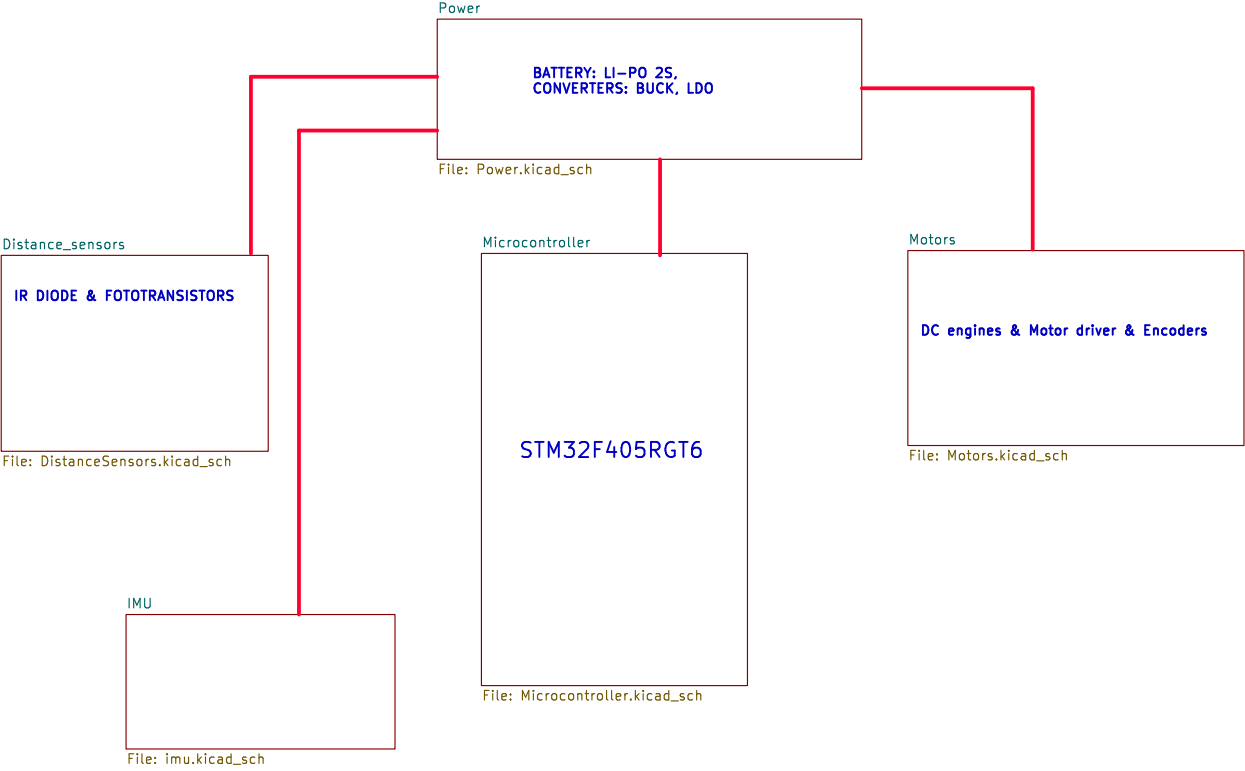 Power
BATTERY: LI-PO 2S,
CONVERTERS: BUCK, LDO
File: Power.kicad_sch
Distance_sensors
IR DIODE & FOTOTRANSISTORS
File: DistanceSensors.kicad_sch
Microcontroller
STM32F405RGT6
File: Microcontroller.kicad_sch
Motors
DC engines & Motor driver & Encoders
File: Motors.kicad_sch
IMU
File: imu.kicad_sch